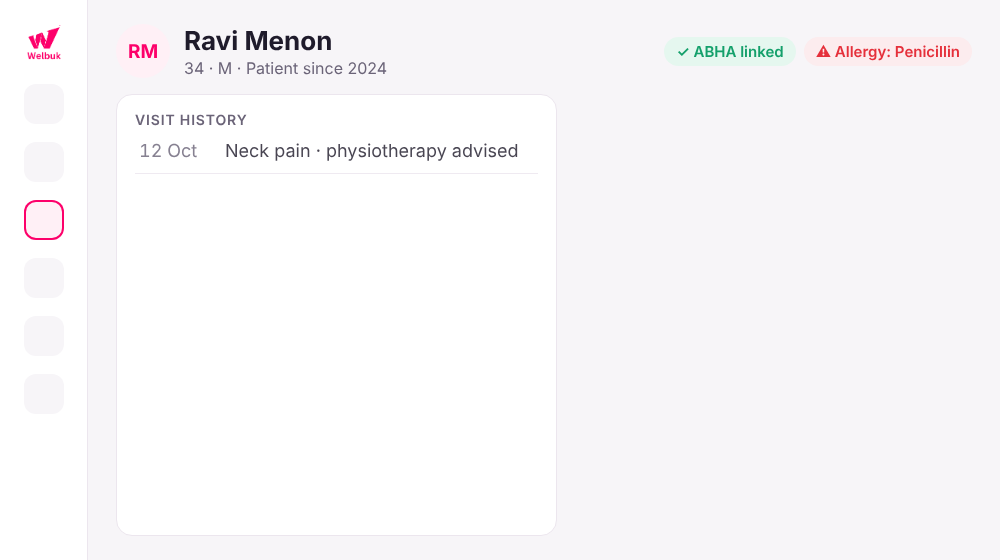 Welbuk
RM
Ravi Menon
34 · M · Patient since 2024
✓ ABHA linked
⚠ Allergy: Penicillin
VISIT HISTORY
12 Oct Neck pain · physiotherapy advised